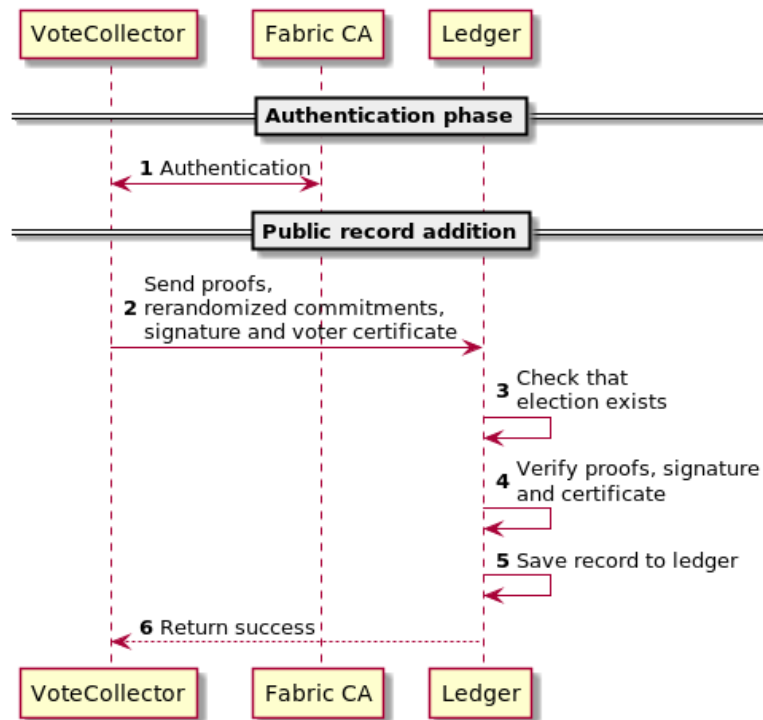 VoteCollector Fabric CA Ledger
Authentication phase
1 Authentication
Public record addition
Send proofs,
2 rerandomized commitments,
signature and voter certificate
Check that
3 election exists
4 Verify proofs, signature
and certificate
5 Save record to ledger
6 Return success
VoteCollector Fabric CA Ledger